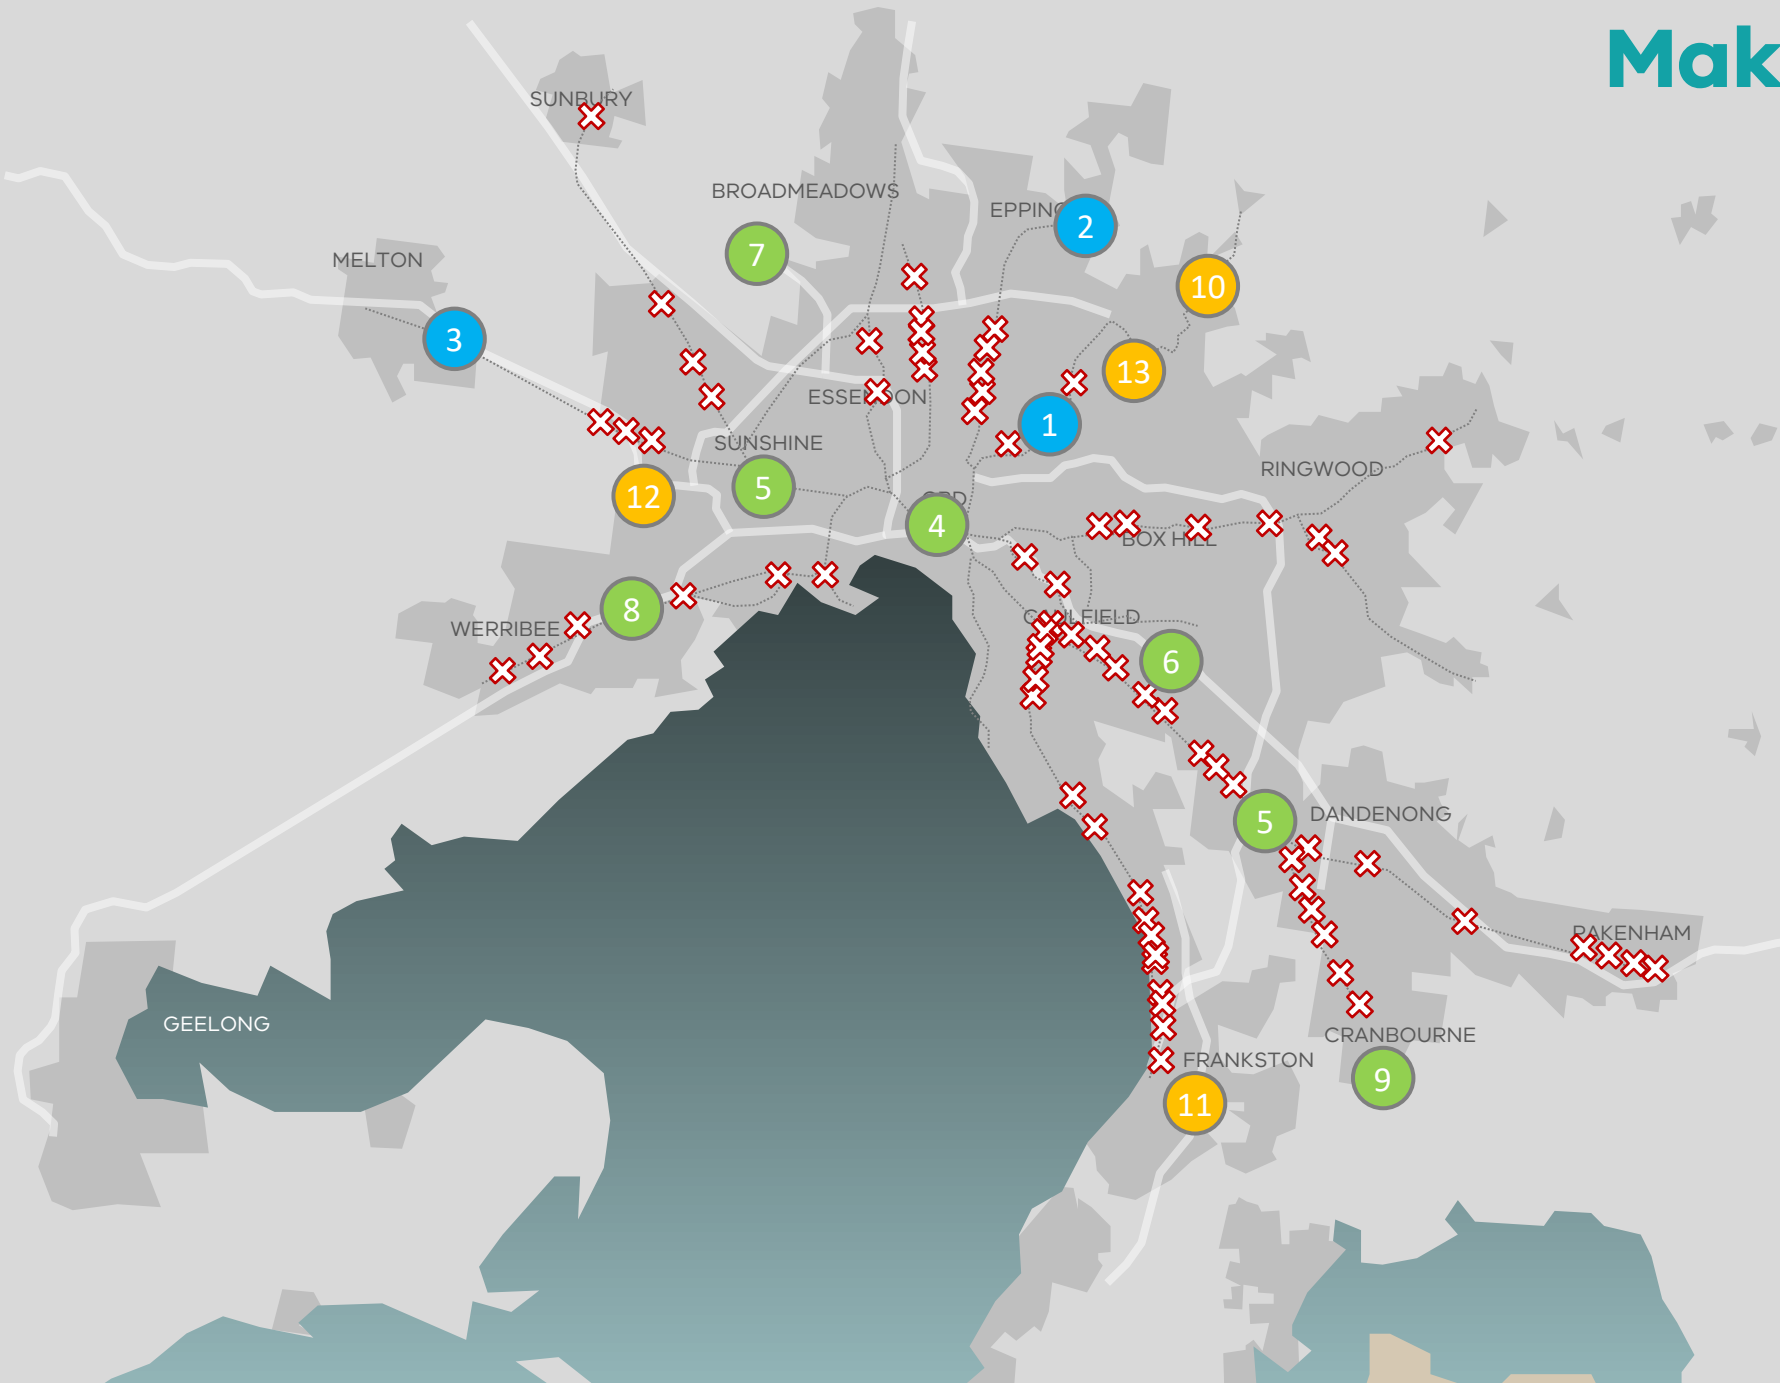 Mak
SUNBURY
BROADMEADOWS
EPPING
2
7
MELTON
10
3
13
ESSENDON
1
SUNSHINE
RINGWOOD
12
5
CBD
4
BOX HILL
8
CAULFIELD
WERRIBEE
6
5
DANDENONG
PAKENHAM
GEELONG
CRANBOURNE
FRANKSTON
9
11